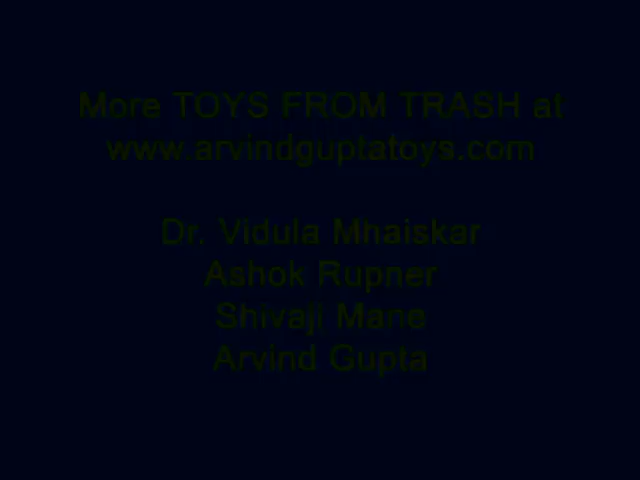 More TOYS FROM TRASH at
www.arvindguptatoys.com
Dr. Vidula Mhaiskar
Ashok Rupner
Shivaji Mane
Arvind Gupta